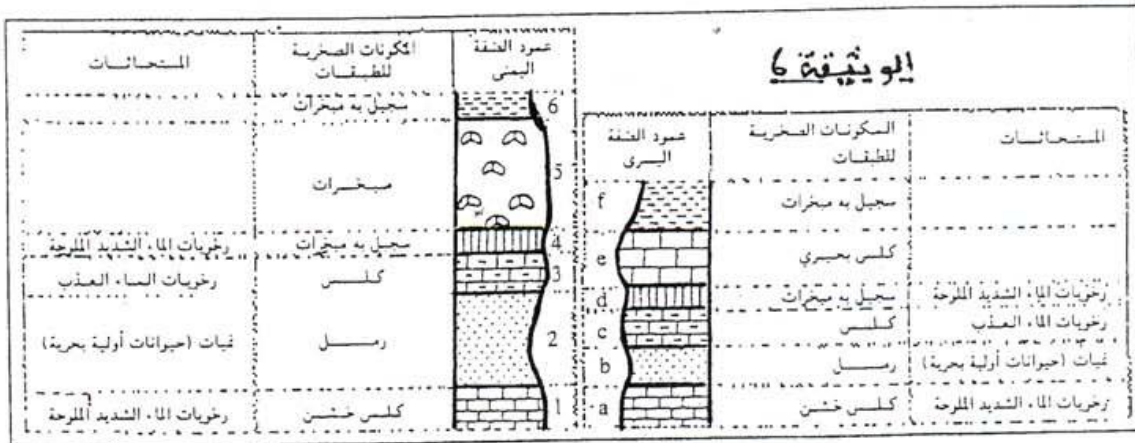 الوثيقة 6
المستحاثات
المكونات الصخرية للطبقات
عمود الضفة اليمنى
سجيل به مبخرات
6
مبخرات
5
رخويات الماء الشديد الملوحة
سجيل به مبخرات
4
رخويات الماء العذب
كلس
3
غيات (حيوانات أولية بحرية)
رمل
2
رخويات الماء الشديد الملوحة
كلس خشن
1
عمود الضفة اليسرى
المكونات الصخرية للطبقات
المستحاثات
f
سجيل به مبخرات
e
كلس بحيري
d
سجيل به مبخرات
رخويات الماء الشديد الملوحة
c
كلس
رخويات الماء العذب
b
رمل
غيات (حيوانات أولية بحرية)
a
كلس خشن
رخويات الماء الشديد الملوحة